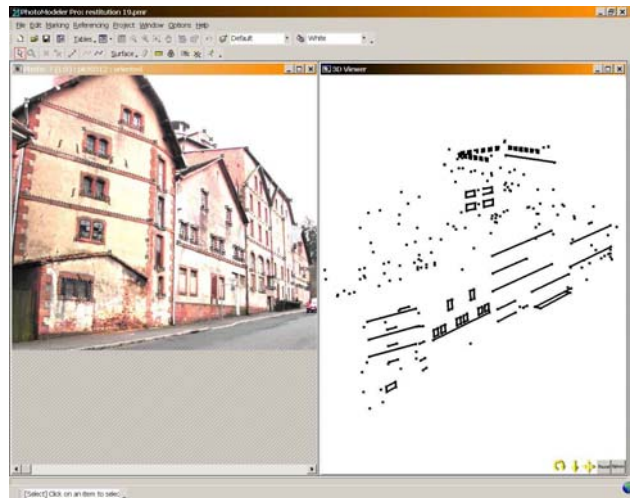 PhotoModeler Pro: restitution 19.pmr
File Edit Marking Referencing Project Window Options Help
Tables... Default White
Surface...
3D Viewer
[Select] Click on an item to select